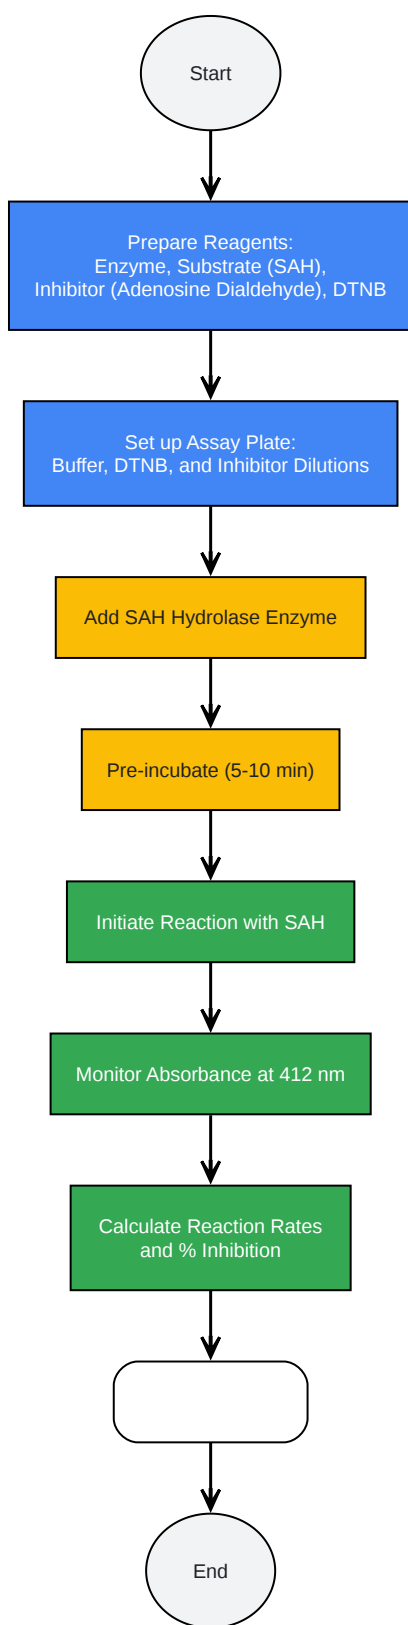 Start
Prepare Reagents:
Enzyme, Substrate (SAH),
Inhibitor (Adenosine Dialdehyde), DTNB
Set up Assay Plate:
Buffer, DTNB, and Inhibitor Dilutions
Add SAH Hydrolase Enzyme
Pre-incubate (5-10 min)
Initiate Reaction with SAH
Monitor Absorbance at 412 nm
Calculate Reaction Rates
and % Inhibition
End